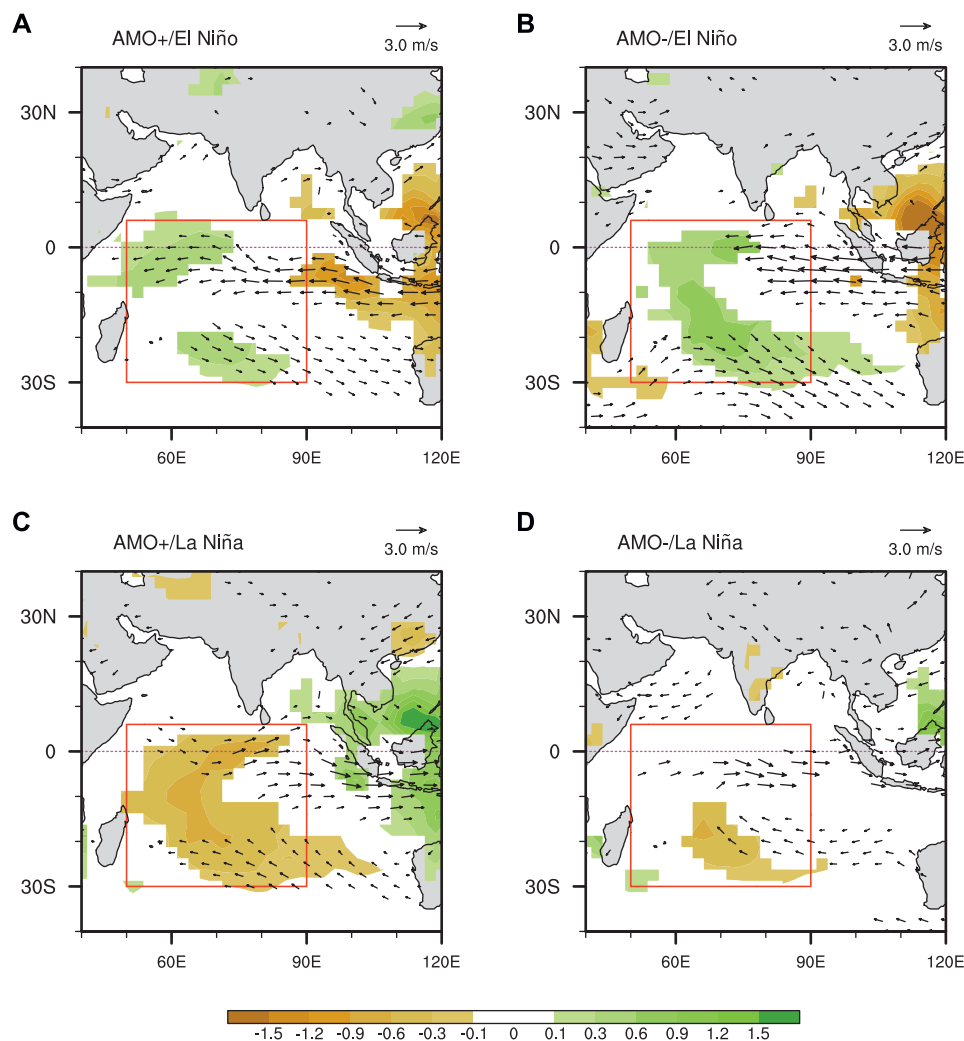 A
AMO+/El Niño
3.0 m/s
30N
0
30S
60E
90E
120E
B
AMO-/El Niño
3.0 m/s
30N
0
30S
60E
90E
120E
C
AMO+/La Niña
3.0 m/s
30N
0
30S
60E
90E
120E
D
AMO-/La Niña
3.0 m/s
30N
0
30S
60E
90E
120E
-1.5 -1.2 -0.9 -0.6 -0.3 -0.1 0 0.1 0.3 0.6 0.9 1.2 1.5